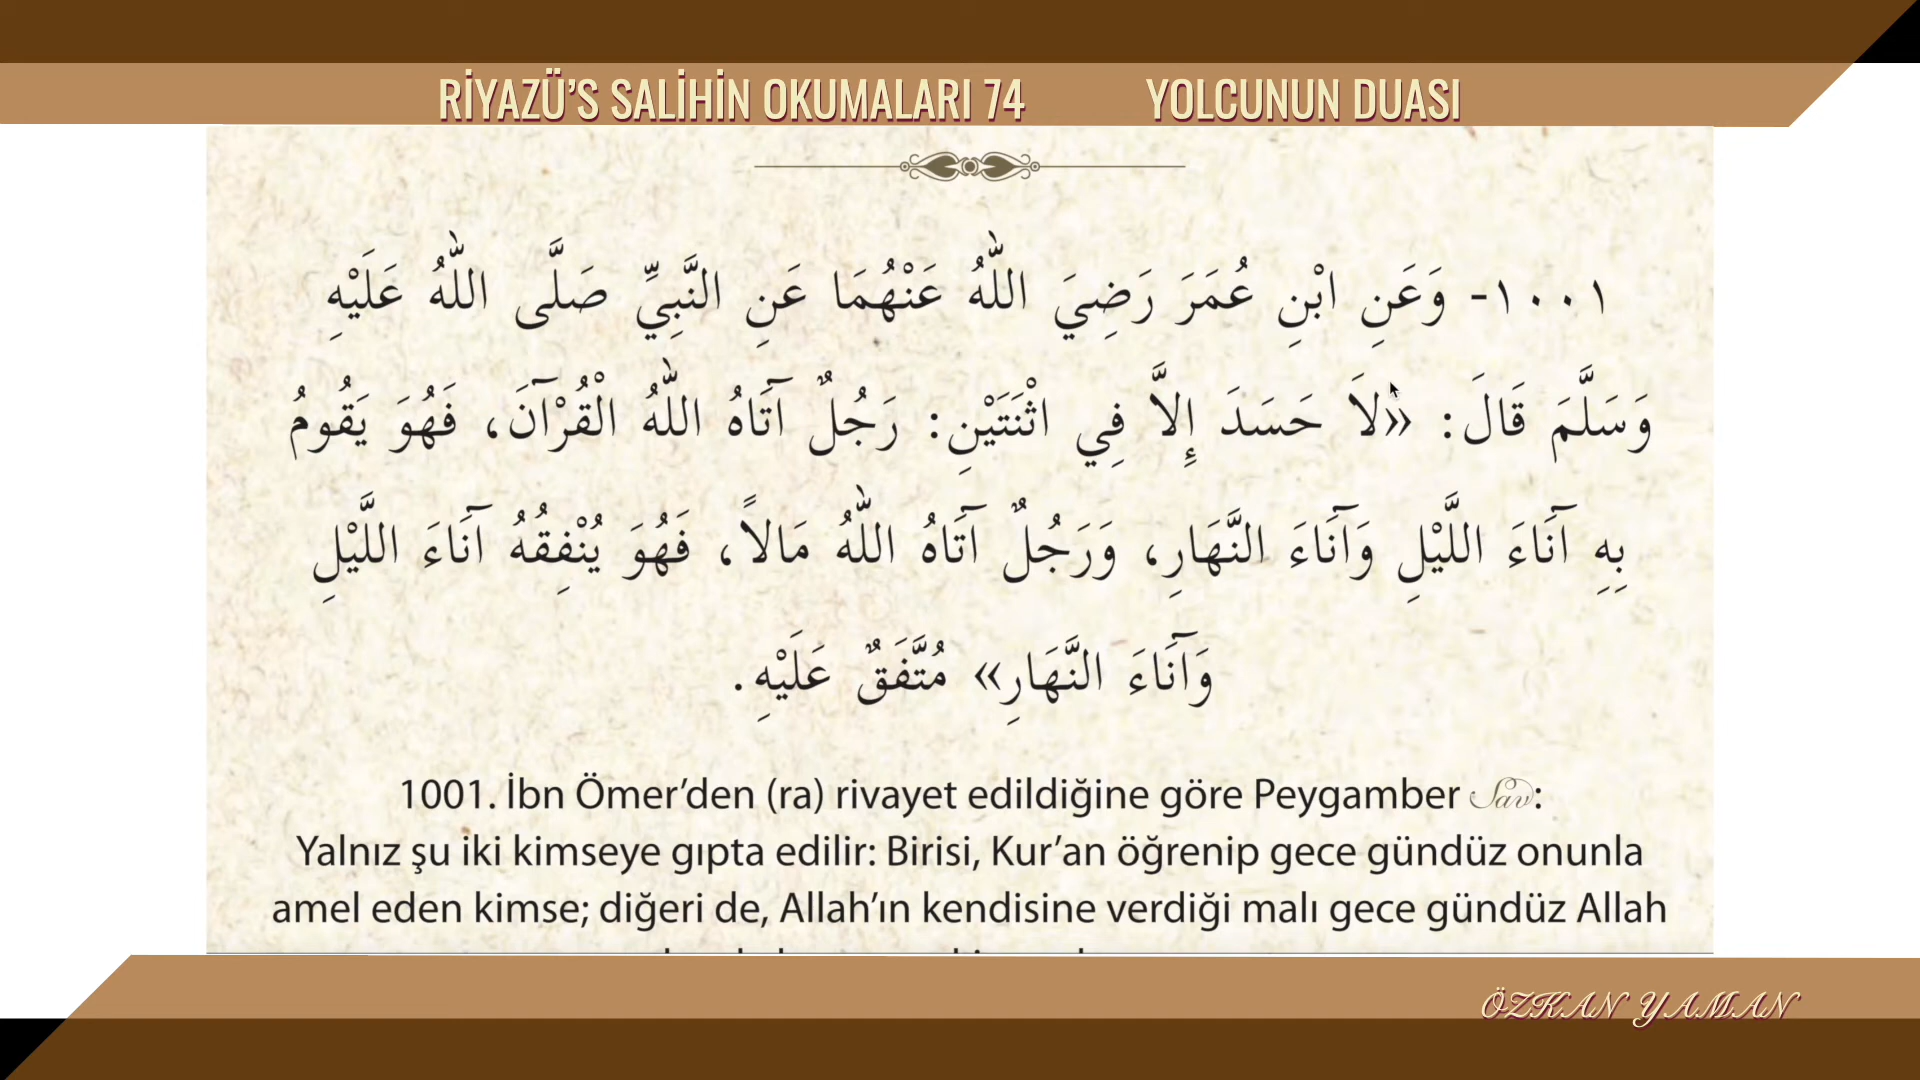 RİYAZÜ’S SALİHİN OKUMALARI 74 YOLCUNUN DUASI
١٠٠١- وَعَنِ ابْنِ عُمَرَ رَضِيَ اللّٰهُ عَنْهُمَا عَنِ النَّبِيِّ صَلَّى اللّٰهُ عَلَيْهِ
وَسَلَّمَ قَالَ: «لاَ حَسَدَ إِلاَّ فِي اثْنَتَيْنِ: رَجُلٌ آتَاهُ اللّٰهُ الْقُرْآنَ، فَهُوَ يَقُومُ
بِهِ آنَاءَ اللَّيْلِ وَآنَاءَ النَّهَارِ، وَرَجُلٌ آتَاهُ اللّٰهُ مَالاً، فَهُوَ يُنْفِقُهُ آنَاءَ اللَّيْلِ
وَآنَاءَ النَّهَارِ» مُتَّفَقٌ عَلَيْهِ.
1001. İbn Ömer’den (ra) rivayet edildiğine göre Peygamber Sav:
Yalnız şu iki kimseye gıpta edilir: Birisi, Kur’an öğrenip gece gündüz onunla
amel eden kimse; diğeri de, Allah’ın kendisine verdiği malı gece gündüz Allah
ÖZKAN YAMAN